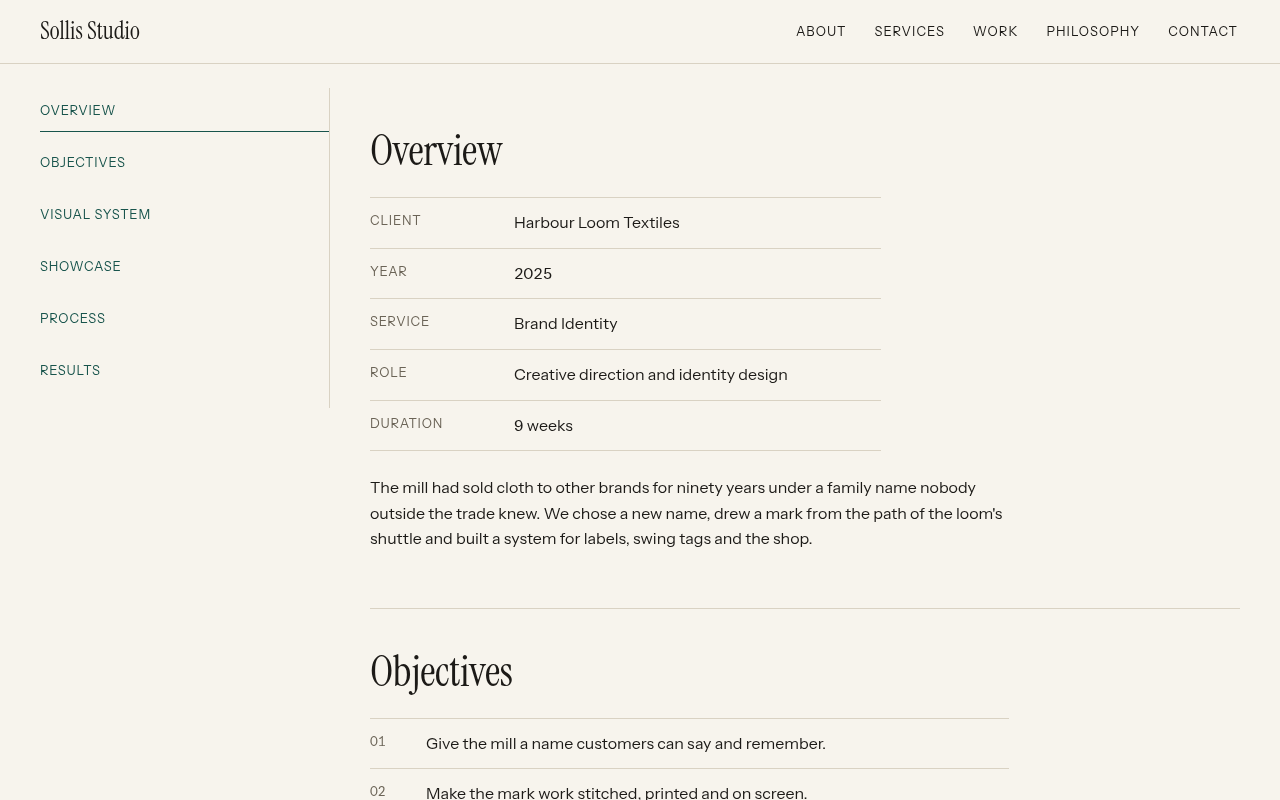 Sollis Studio
ABOUT SERVICES WORK PHILOSOPHY CONTACT
OVERVIEW
OBJECTIVES
VISUAL SYSTEM
SHOWCASE
PROCESS
RESULTS
Overview
CLIENT Harbour Loom Textiles
YEAR 2025
SERVICE Brand Identity
ROLE Creative direction and identity design
DURATION 9 weeks
The mill had sold cloth to other brands for ninety years under a family name nobody
outside the trade knew. We chose a new name, drew a mark from the path of the loom's
shuttle and built a system for labels, swing tags and the shop.
Objectives
01 Give the mill a name customers can say and remember.
02 Make the mark work stitched, printed and on screen.